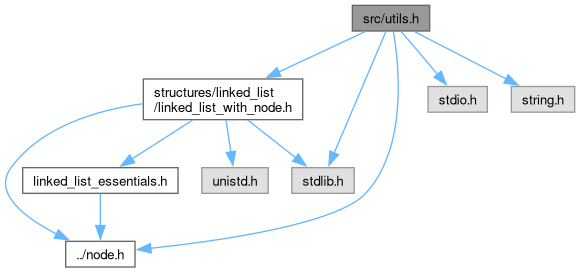 src/utils.h
structures/linked_list
/linked_list_with_node.h
stdio.h
string.h
linked_list_essentials.h
unistd.h
stdlib.h
../node.h